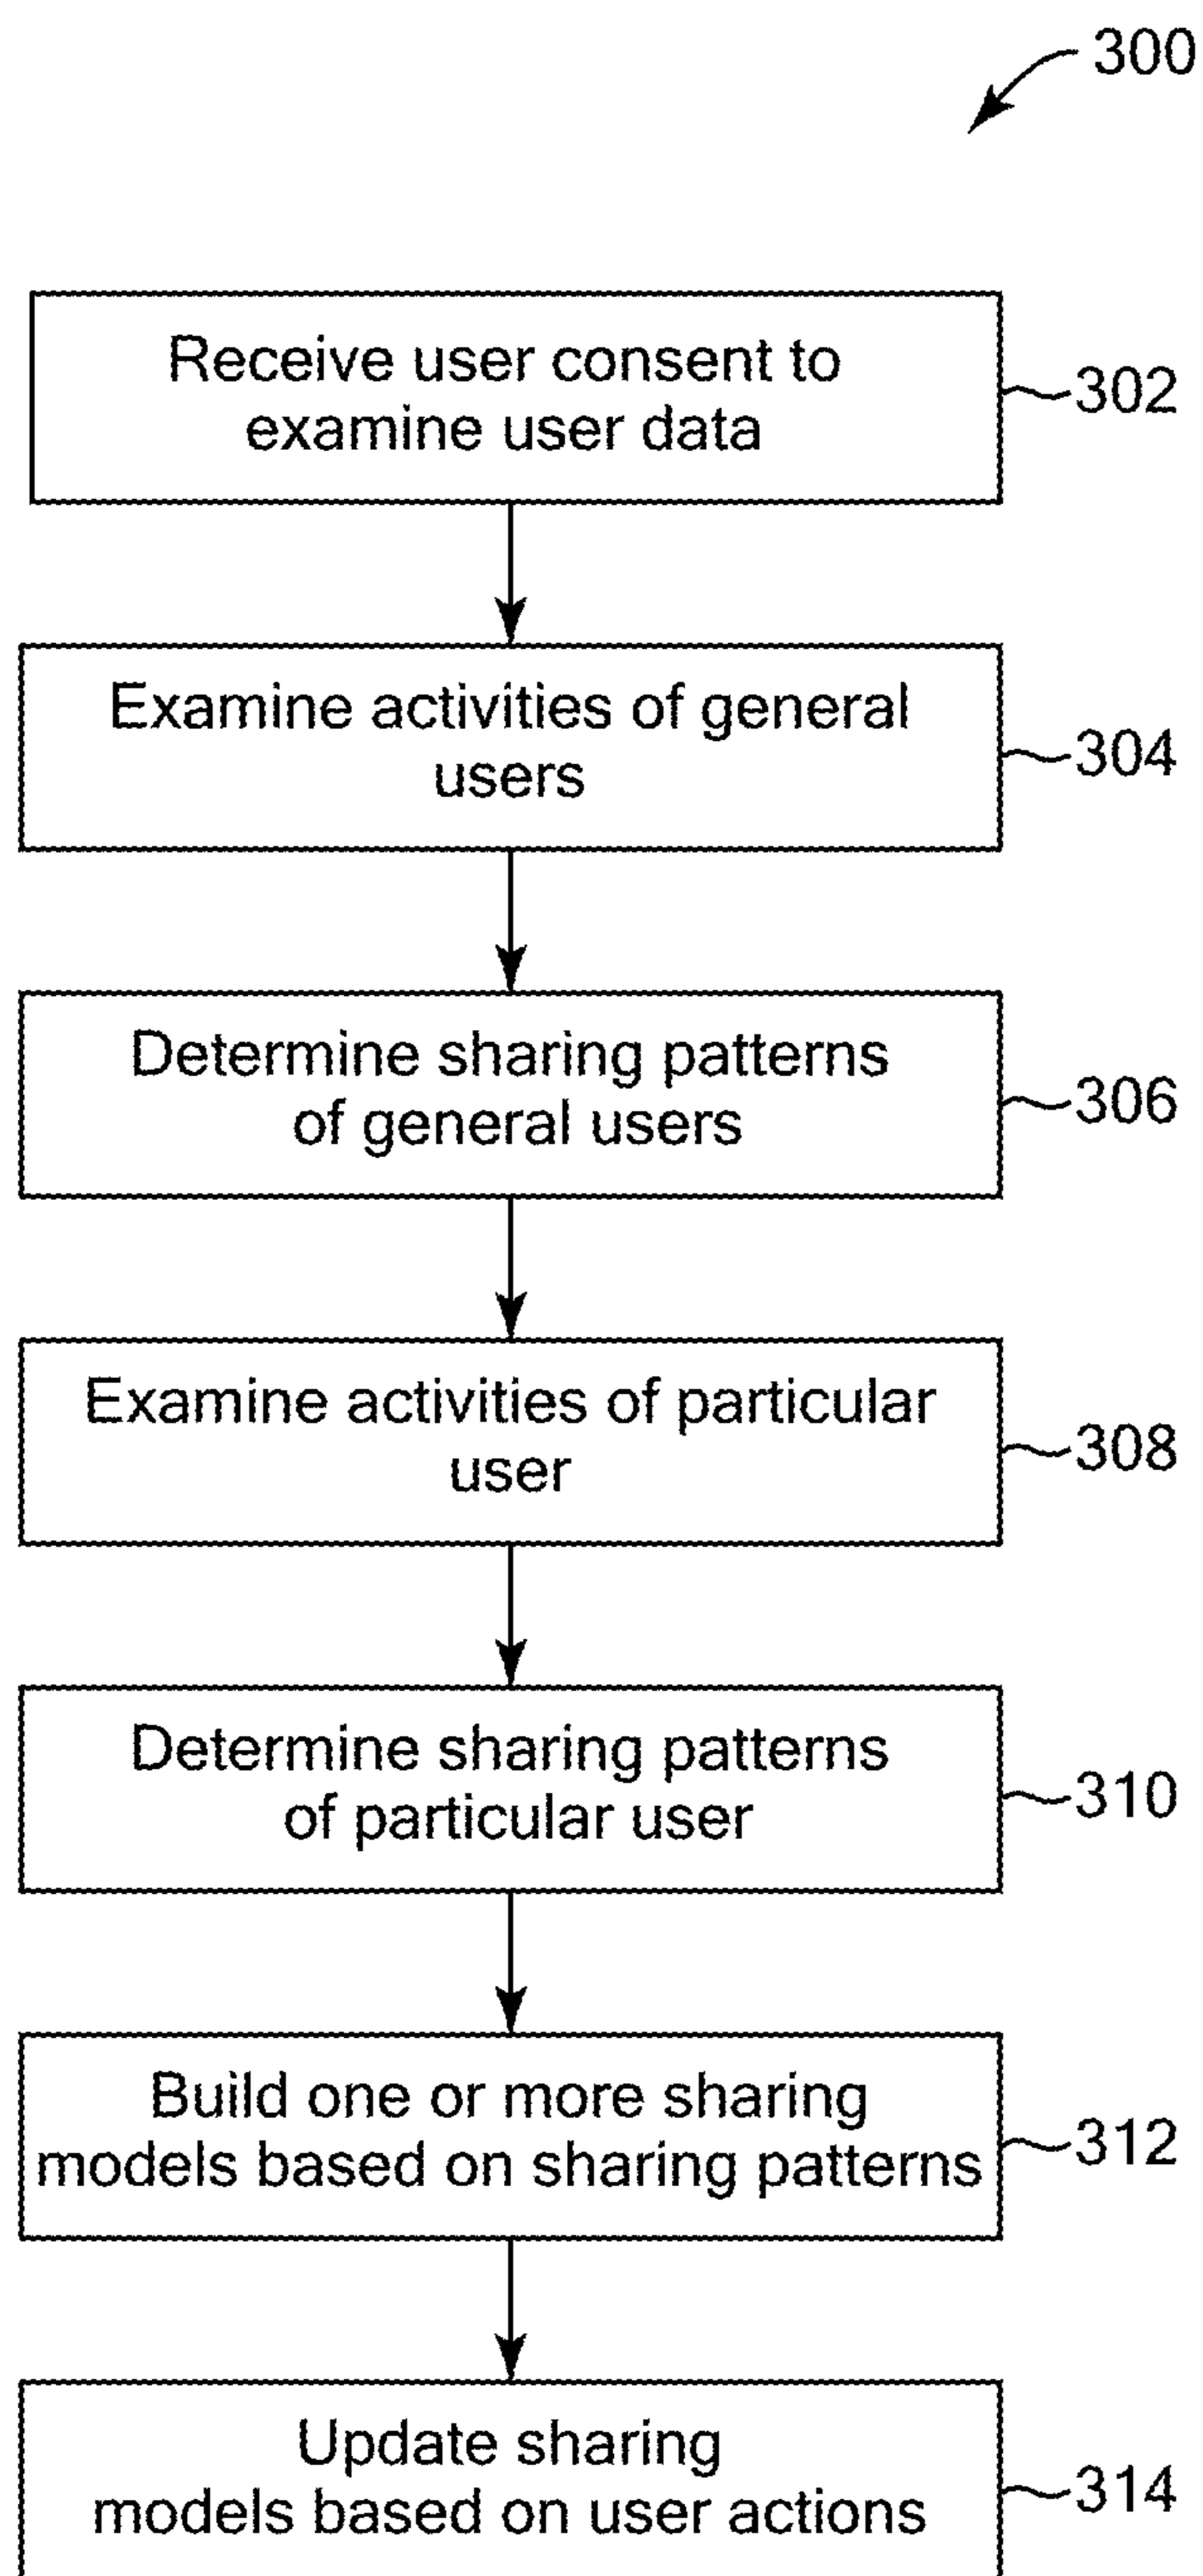 300
Receive user consent to
examine user data
302
Examine activities of general
users
304
Determine sharing patterns
of general users
306
Examine activities of particular
user
308
Determine sharing patterns
of particular user
310
Build one or more sharing
models based on sharing patterns
312
Update sharing
models based on user actions
314